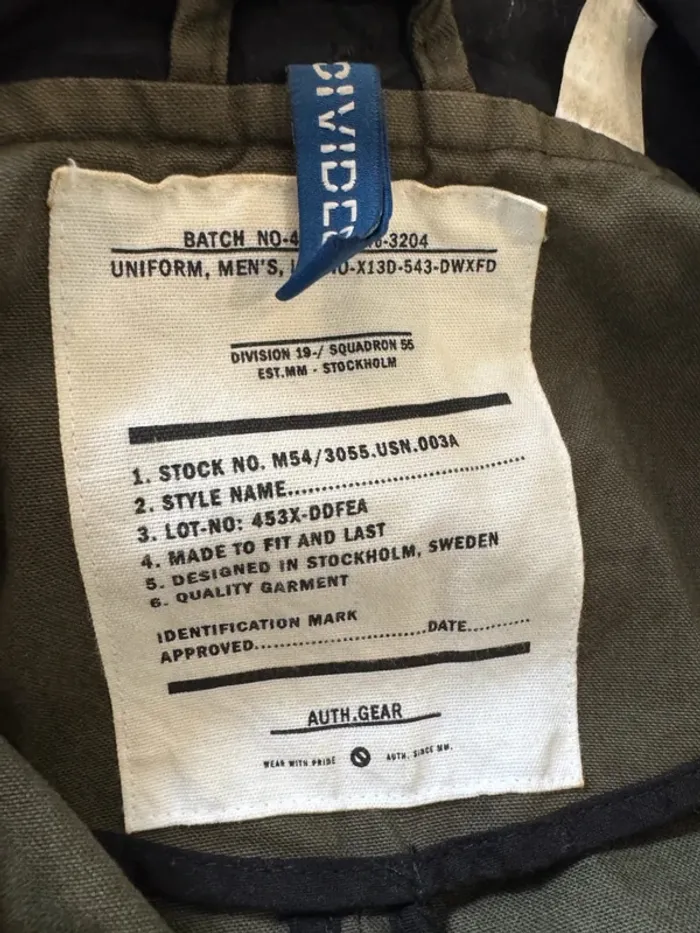 DIVIDED
BATCH NO-4 6-3204
UNIFORM, MEN'S, O-X13D-543-DWXFD
DIVISION 19-/ SQUADRON 55
EST.MM - STOCKHOLM
1. STOCK NO. M54/3055.USN.003A
2. STYLE NAME..............................
3. LOT-NO: 453X-DDFEA
4. MADE TO FIT AND LAST
5. DESIGNED IN STOCKHOLM, SWEDEN
6. QUALITY GARMENT
IDENTIFICATION MARK
APPROVED..............................DATE..........
AUTH.GEAR
WEAR WITH PRIDE AUTH. SINCE MM.